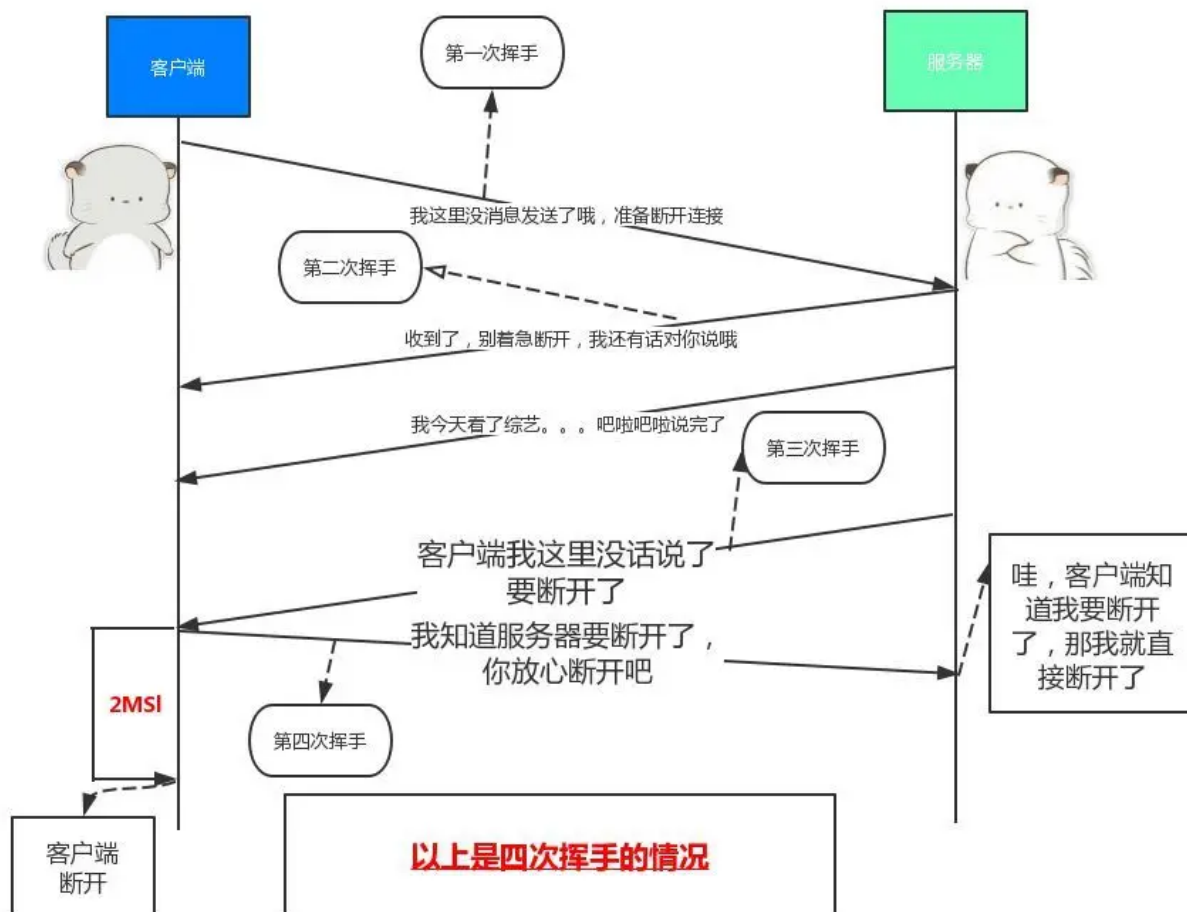 客户端
第一次挥手
服务器
我这里没消息发送了哦，准备断开连接
第二次挥手
收到了，别着急断开，我还有话对你说哦
我今天看了综艺。。。吧啦吧啦说完了
第三次挥手
客户端我这里没话说了
要断开了
哇，客户端知
道我要断开
了，那我就直
接断开了
我知道服务器要断开了，
你放心断开吧
2MSl
第四次挥手
客户端
断开
以上是四次挥手的情况